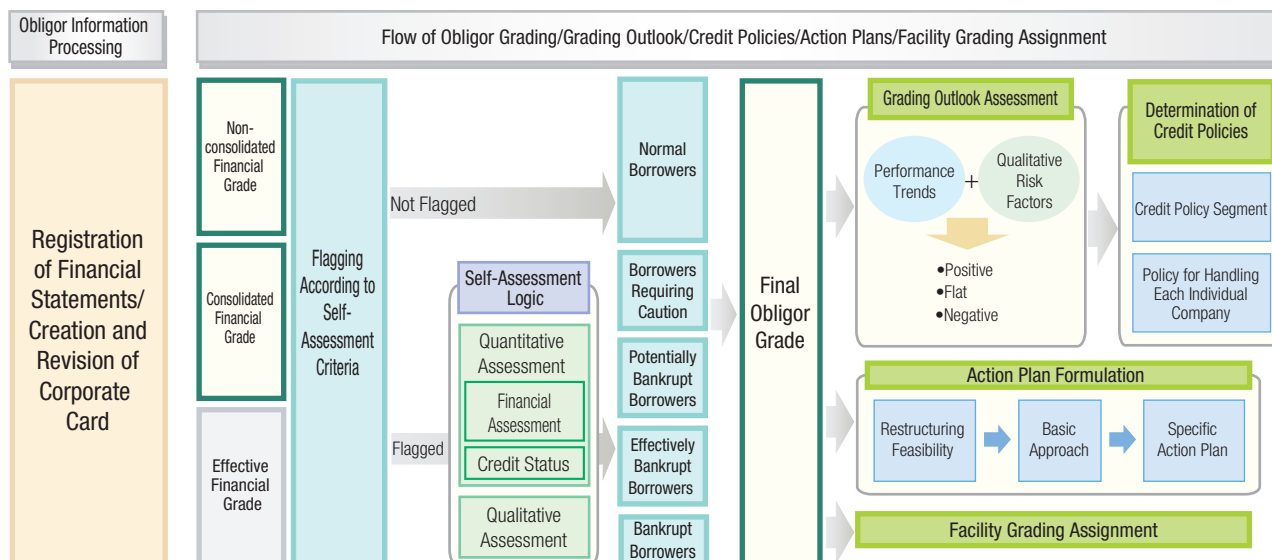 Obligor Information
Processing
Flow of Obligor Grading/Grading Outlook/Credit Policies/Action Plans/Facility Grading Assignment
Registration
of Financial
Statements/
Creation and
Revision of
Corporate
Card
Non-
consolidated
Financial
Grade
Consolidated
Financial
Grade
Effective
Financial
Grade
Flagging
According to
Self-
Assessment
Criteria
Not Flagged
Flagged
Self-Assessment
Logic
Quantitative
Assessment
Financial
Assessment
Credit Status
Qualitative
Assessment
Normal
Borrowers
Borrowers
Requiring
Caution
Potentially
Bankrupt
Borrowers
Effectively
Bankrupt
Borrowers
Bankrupt
Borrowers
Final
Obligor
Grade
Grading Outlook Assessment
Performance
Trends
+
Qualitative
Risk
Factors
•Positive
•Flat
•Negative
Determination of
Credit Policies
Credit Policy Segment
Policy for Handling
Each Individual
Company
Action Plan Formulation
Restructuring
Feasibility
Basic
Approach
Specific
Action Plan
Facility Grading Assignment